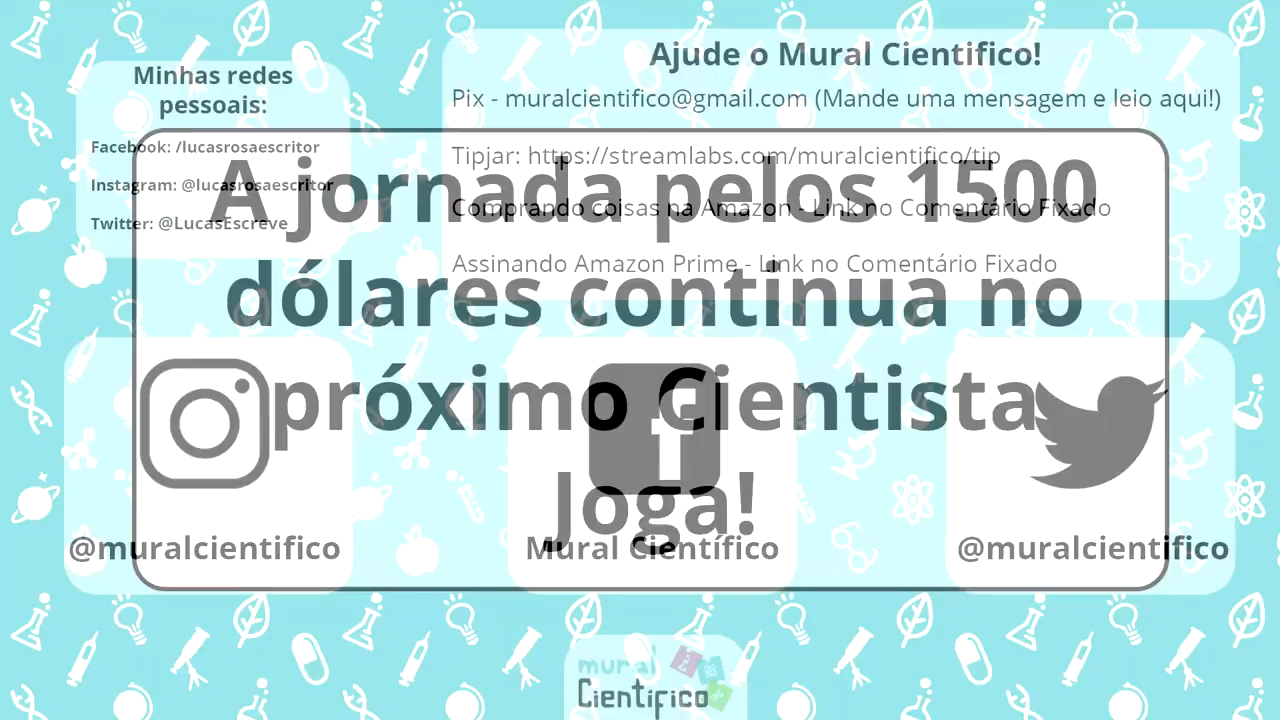 Ajude o Mural Cientifico!
Minhas redes
pessoais:
Pix - muralcientifico@gmail.com (Mande uma mensagem e leio aqui!)
Facebook: /lucasrosaescritor
Tipjar: https://streamlabs.com/muralcientifico/tip
Instagram: @lucasrosaescritor
Comprando coisas na Amazon - Link no Comentário Fixado
Twitter: @LucasEscreve
Assinando Amazon Prime - Link no Comentário Fixado
A jornada pelos 1500
dólares continua no
próximo Cientista
Joga!
@muralcientifico
Mural Científico
@muralcientifico
mural
Científico